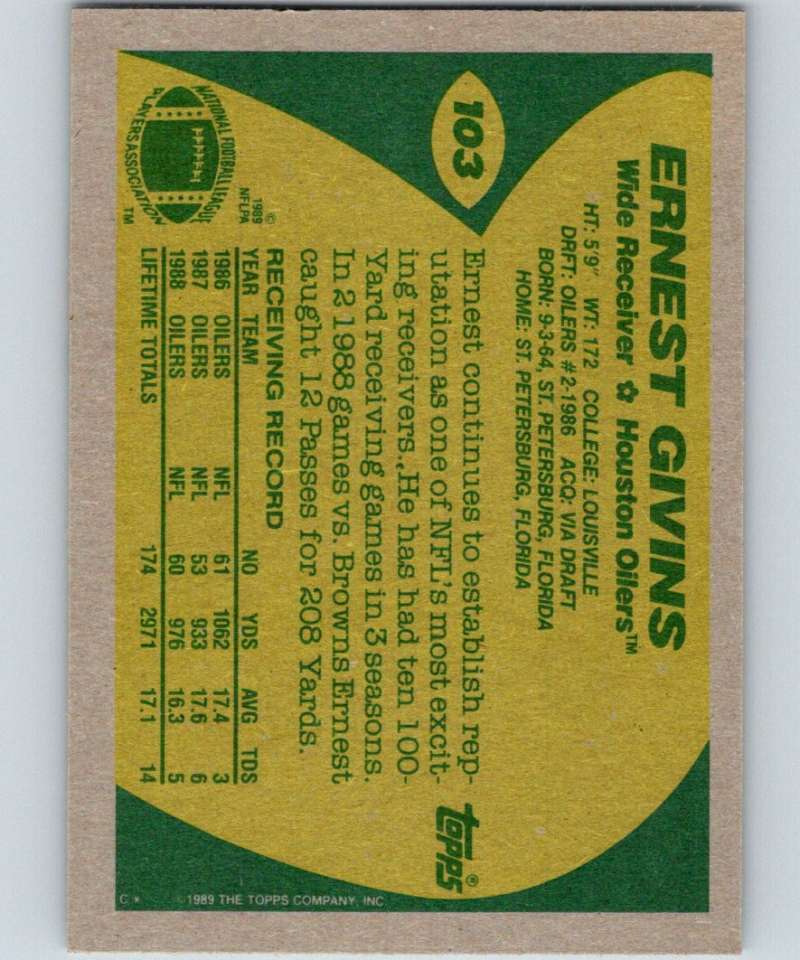 103
ERNEST GIVINS
Wide Receiver ✿ Houston Oilers™
HT: 5'9" WT: 172 COLLEGE: LOUISVILLE
DRFT: OILERS #2-1986 ACQ: VIA DRAFT
BORN: 9-3-64, ST. PETERSBURG, FLORIDA
HOME: ST. PETERSBURG, FLORIDA
Ernest continues to establish rep-
utation as one of NFL's most excit-
ing receivers. He has had ten 100-
Yard receiving games in 3 seasons.
In 2 1988 games vs. Browns Ernest
caught 12 Passes for 208 Yards.
topps®
RECEIVING RECORD
YEAR TEAM NO YDS AVG TDS
1986 OILERS NFL 61 1062 17.4 3
1987 OILERS NFL 53 933 17.6 6
1988 OILERS NFL 60 976 16.3 5
LIFETIME TOTALS 174 2971 17.1 14
NATIONAL FOOTBALL LEAGUE
PLAYERS ASSOCIATION
™
©
1989
NFLPA
C*
©1989 THE TOPPS COMPANY, INC